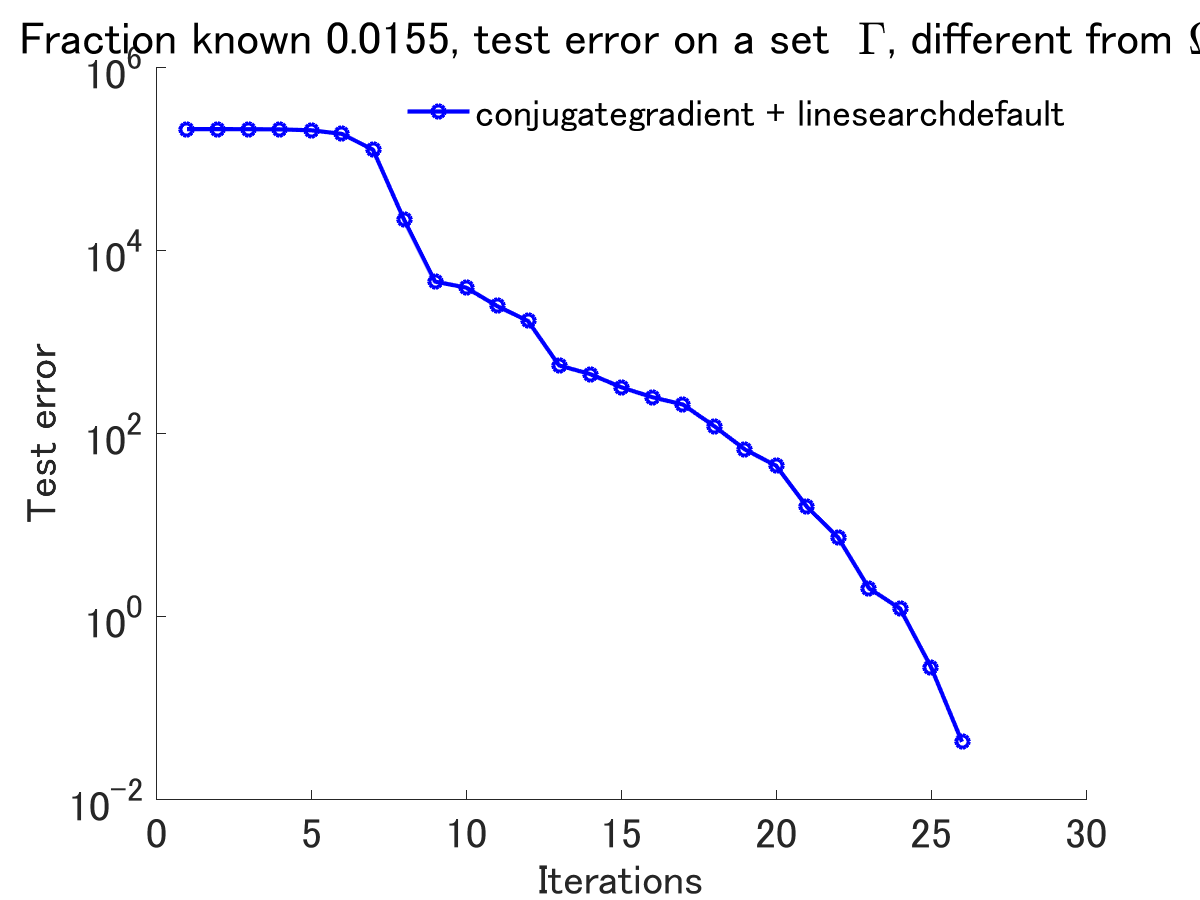 Fraction known 0.0155, test error on a set Γ, different from Ω
10^6
conjugategradient + linesearchdefault
10^4
10^2
10^0
10^-2
Test error
0 5 10 15 20 25 30
Iterations